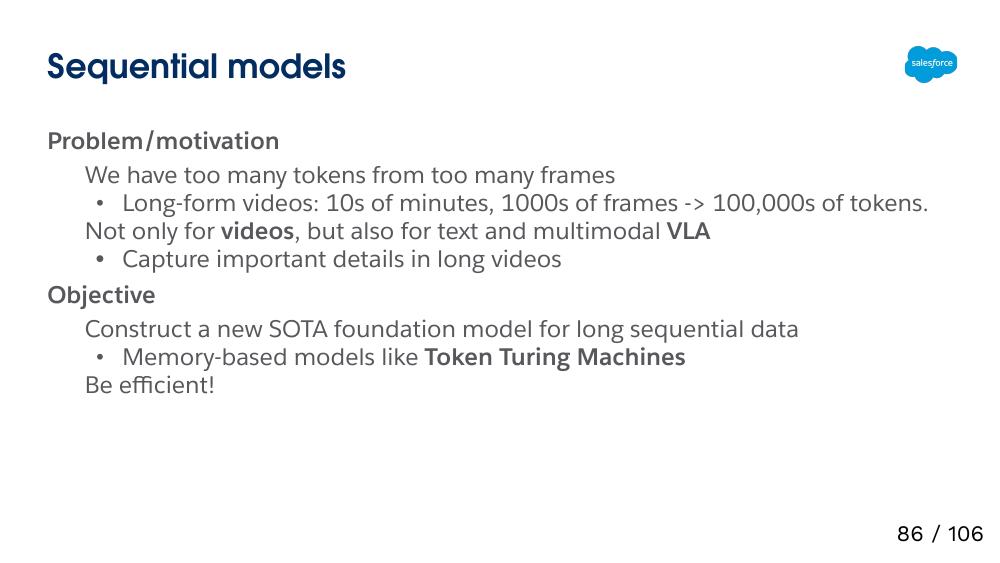 Sequential models
salesforce
Problem/motivation
We have too many tokens from too many frames
• Long-form videos: 10s of minutes, 1000s of frames -> 100,000s of tokens.
Not only for videos, but also for text and multimodal VLA
• Capture important details in long videos
Objective
Construct a new SOTA foundation model for long sequential data
• Memory-based models like Token Turing Machines
Be efficient!
86 / 106